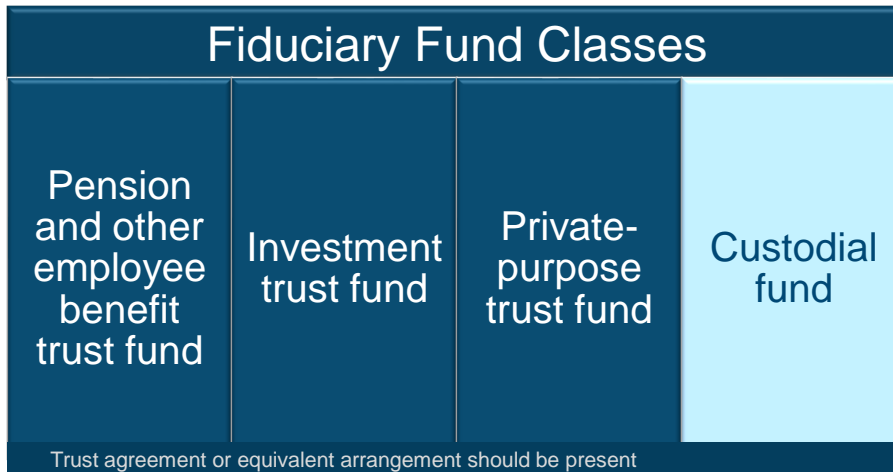 Fiduciary Fund Classes
Pension
and other
employee
benefit
trust fund
Investment
trust fund
Private-
purpose
trust fund
Custodial
fund
Trust agreement or equivalent arrangement should be present